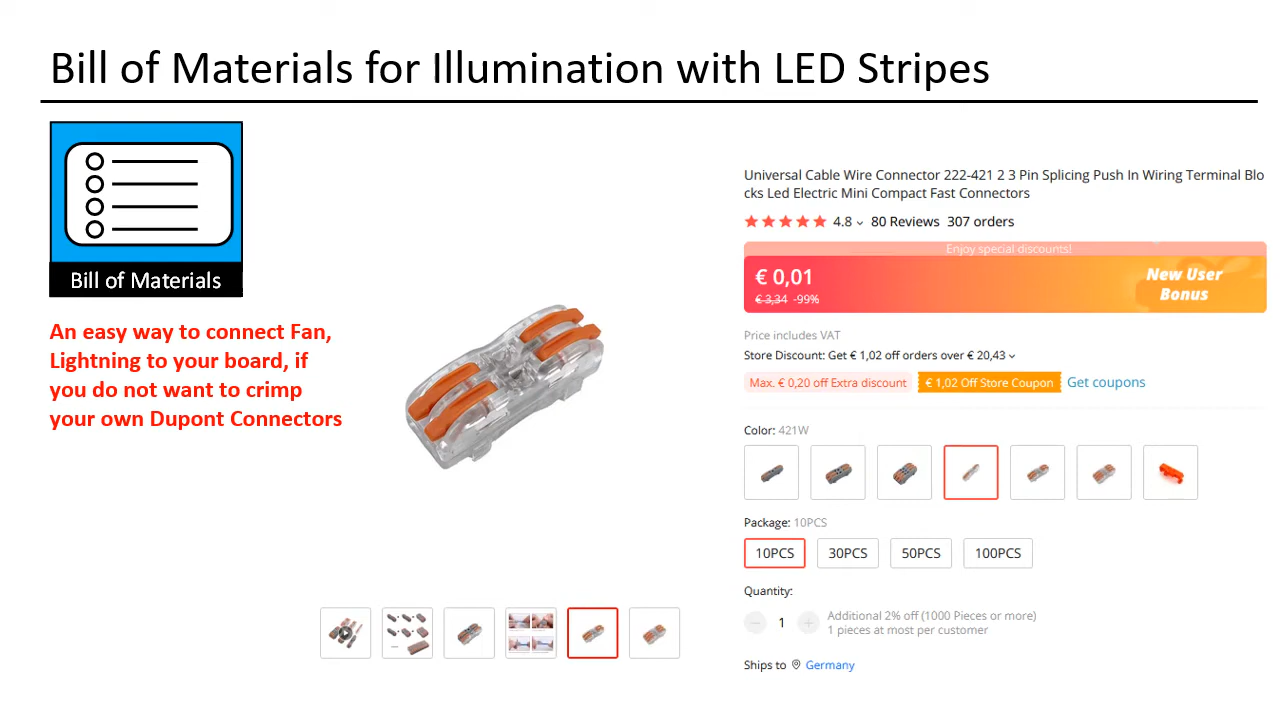 Bill of Materials for Illumination with LED Stripes
Bill of Materials
An easy way to connect Fan,
Lightning to your board, if
you do not want to crimp
your own Dupont Connectors
Universal Cable Wire Connector 222-421 2 3 Pin Splicing Push In Wiring Terminal Blo
cks Led Electric Mini Compact Fast Connectors
4.8 80 Reviews 307 orders
Enjoy special discounts!
€ 0,01
€ 3,34 -99%
New User
Bonus
Price includes VAT
Store Discount: Get € 1,02 off orders over € 20,43
Max. € 0,20 off Extra discount € 1,02 Off Store Coupon Get coupons
Color: 421W
Package: 10PCS
10PCS 30PCS 50PCS 100PCS
Quantity:
1
Additional 2% off (1000 Pieces or more)
1 pieces at most per customer
Ships to Germany